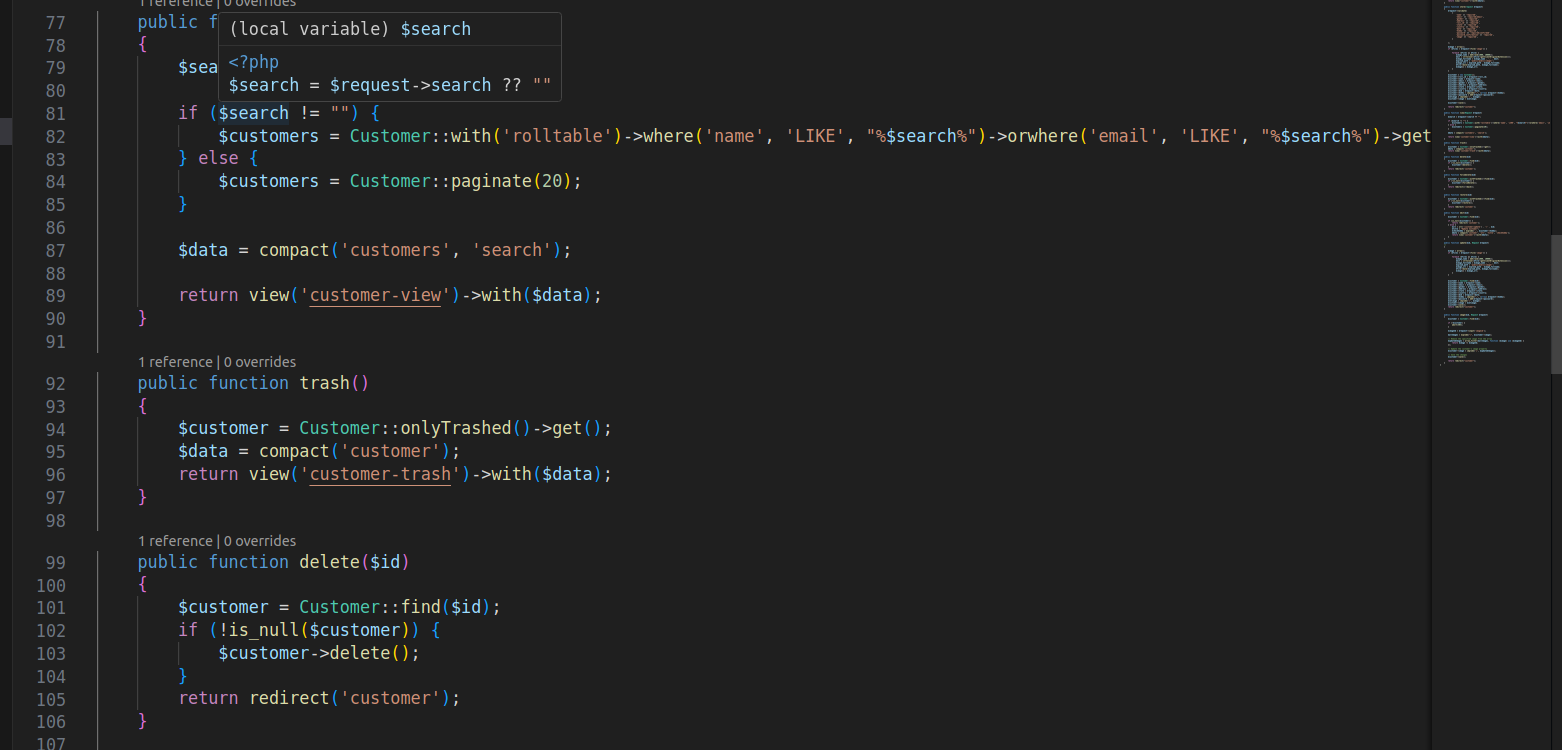 1 reference | 0 overrides
77 public f
(local variable) $search
78 {
<?php
79 $sea
$search = $request->search ?? ""
80
81 if ($search != "") {
82 $customers = Customer::with('rolltable')->where('name', 'LIKE', "%$search%")->orwhere('email', 'LIKE', "%$search%")->get
83 } else {
84 $customers = Customer::paginate(20);
85 }
86
87 $data = compact('customers', 'search');
88
89 return view('customer-view')->with($data);
90 }
91
1 reference | 0 overrides
92 public function trash()
93 {
94 $customer = Customer::onlyTrashed()->get();
95 $data = compact('customer');
96 return view('customer-trash')->with($data);
97 }
98
1 reference | 0 overrides
99 public function delete($id)
100 {
101 $customer = Customer::find($id);
102 if (!is_null($customer)) {
103 $customer->delete();
104 }
105 return redirect('customer');
106 }
107